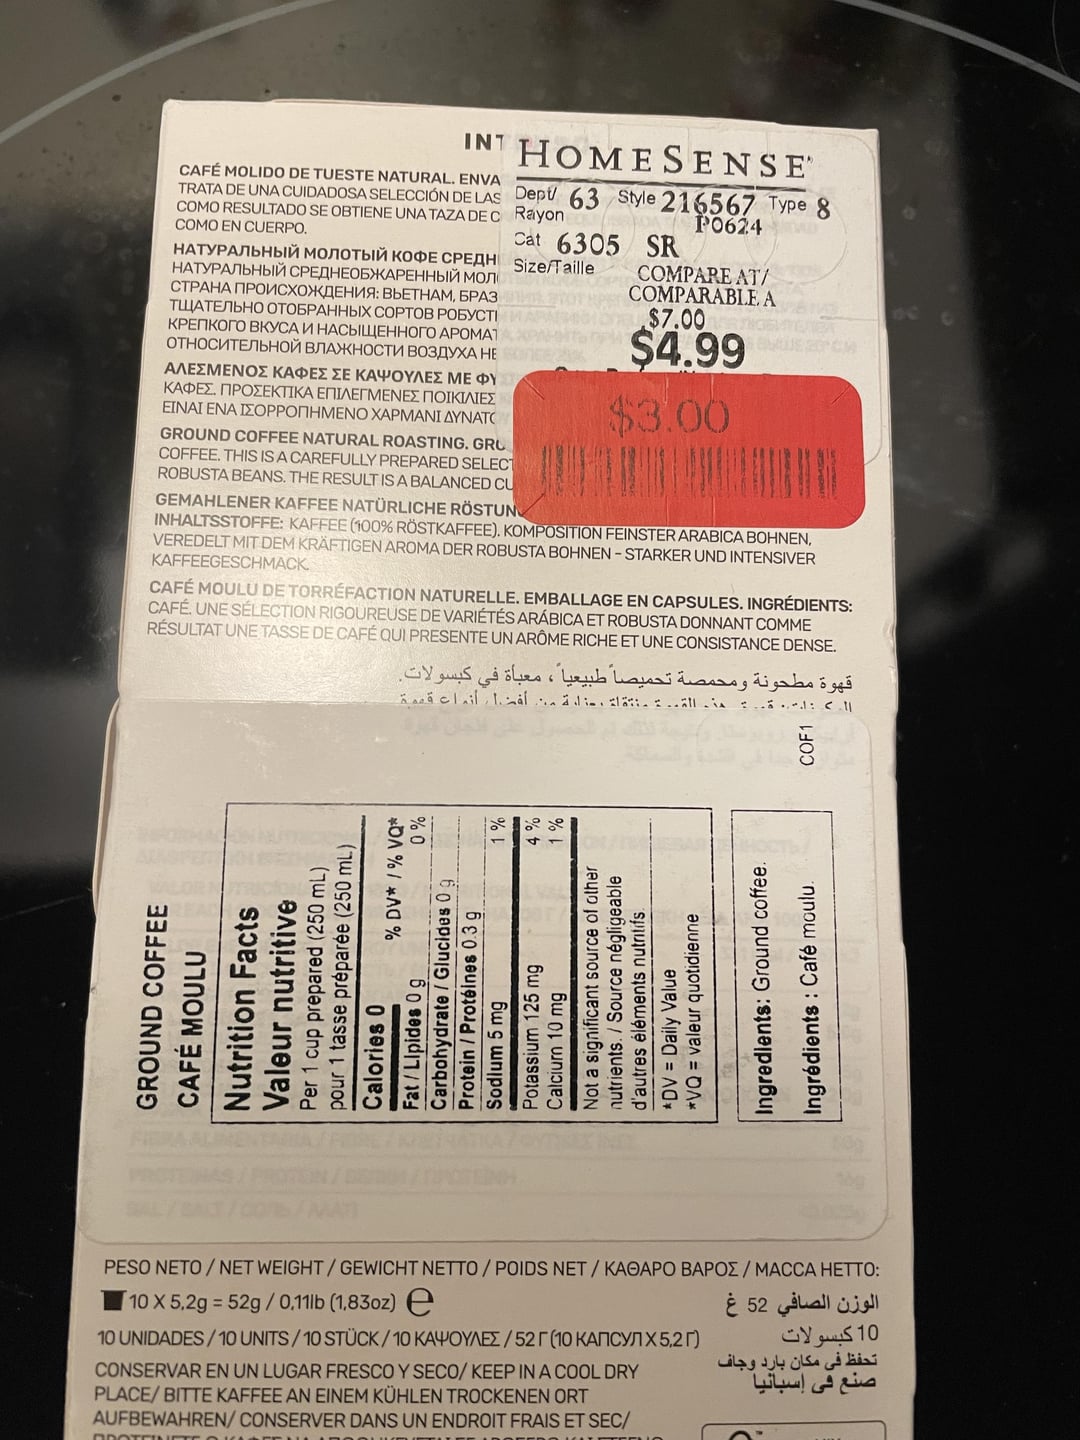 INT
CAFÉ MOLIDO DE TUESTE NATURAL. ENVA
TRATA DE UNA CUIDADOSA SELECCIÓN DE LAS
COMO RESULTADO SE OBTIENE UNA TAZA DE C
COMO EN CUERPO.
НАТУРАЛЬНЫЙ МОЛОТЫЙ КОФЕ СРЕДН
НАТУРАЛЬНЫЙ СРЕДНЕОБЖАРЕННЫЙ МОЛ
СТРАНА ПРОИСХОЖДЕНИЯ: ВЬЕТНАМ, БРАЗ
ТЩАТЕЛЬНО ОТОБРАННЫХ СОРТОВ РОБУСТ
КРЕПКОГО ВКУСА И НАСЫЩЕННОГО АРОМАТ
ОТНОСИТЕЛЬНОЙ ВЛАЖНОСТИ ВОЗДУХА НЕ
ΑΛΕΣΜΕΝΟΣ ΚΑΦΕΣ ΣΕ ΚΑΨΟΥΛΕΣ ΜΕ ΦΥ
ΚΑΦΕΣ. ΠΡΟΣΕΚΤΙΚΑ ΕΠΙΛΕΓΜΕΝΕΣ ΠΟΙΚΙΛΙΕΣ
ΕΙΝΑΙ ΕΝΑ ΙΣΟΡΡΟΠΗΜΕΝΟ ΧΑΡΜΑΝΙ ΔΥΝΑΤ
GROUND COFFEE NATURAL ROASTING. GRO
COFFEE. THIS IS A CAREFULLY PREPARED SELECT
ROBUSTA BEANS. THE RESULT IS A BALANCED CU
GEMAHLENER KAFFEE NATÜRLICHE RÖSTUN
INHALTSSTOFFE: KAFFEE (100% RÖSTKAFFEE). KOMPOSITION FEINSTER ARABICA BOHNEN,
VEREDELT MIT DEM KRÄFTIGEN AROMA DER ROBUSTA BOHNEN - STARKER UND INTENSIVER
KAFFEEGESCHMACK.
CAFÉ MOULU DE TORRÉFACTION NATURELLE. EMBALLAGE EN CAPSULES. INGRÉDIENTS:
CAFÉ. UNE SÉLECTION RIGOUREUSE DE VARIÉTÉS ARÁBICA ET ROBUSTA DONNANT COMME
RÉSULTAT UNE TASSE DE CAFÉ QUI PRESENTE UN ARÔME RICHE ET UNE CONSISTANCE DENSE.
قهوة مطحونة ومحمصة تحميصاً طبيعياً، معبأة في كبسولات.
HOMESENSE
Dept/ 63 Style 216567 Type 8
Rayon P0624
Cat 6305 SR
Size/Taille COMPARE AT/
COMPARABLE A
$7.00
$4.99
$3.00
COF1
GROUND COFFEE
CAFÉ MOULU
Nutrition Facts
Valeur nutritive
Per 1 cup prepared (250 mL)
pour 1 tasse préparée (250 mL)
Calories 0
% DV* / % VQ*
Fat / Lipides 0 g 0 %
Carbohydrate / Glucides 0 g
Protein / Protéines 0.3 g
Sodium 5 mg 1 %
Potassium 125 mg 4 %
Calcium 10 mg 1 %
Not a significant source of other
nutrients. / Source négligeable
d'autres éléments nutritifs
*DV = Daily Value
*VQ = valeur quotidienne
Ingredients: Ground coffee.
Ingrédients : Café moulu.
PESO NETO / NET WEIGHT / GEWICHT NETTO / POIDS NET / ΚΑΘΑΡΟ ΒΑΡΟΣ / МАССА НЕТТО:
10 X 5,2g = 52g / 0,11lb (1,83oz) e
الوزن الصافي 52 غ
10 UNIDADES / 10 UNITS / 10 STÜCK / 10 ΚΑΨΟΥΛΕΣ / 52 Г (10 КАПСУЛ X 5,2 Г)
10 كبسولات
تحفظ في مكان بارد وجاف
صنع في إسبانيا
CONSERVAR EN UN LUGAR FRESCO Y SECO/ KEEP IN A COOL DRY
PLACE/ BITTE KAFFEE AN EINEM KÜHLEN TROCKENEN ORT
AUFBEWAHREN/ CONSERVER DANS UN ENDROIT FRAIS ET SEC/